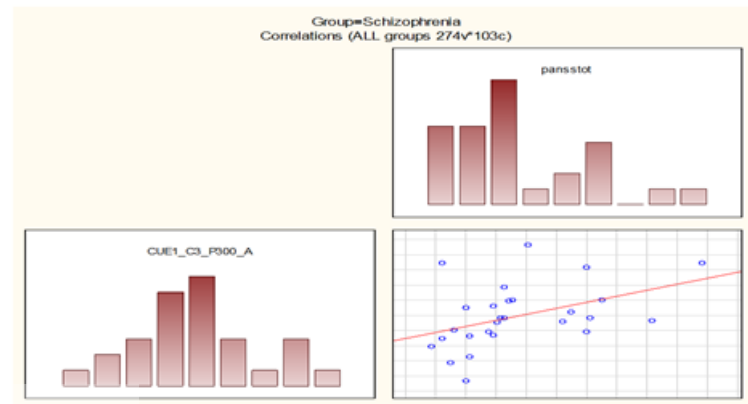 Group=Schizophrenia
Correlations (ALL groups 274v*103c)
pansstot
CUE1_C3_P300_A